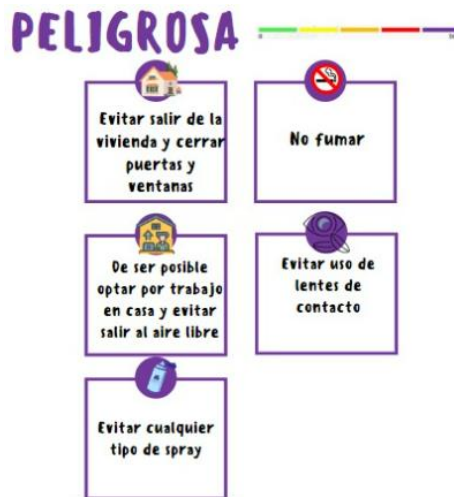 PELIGROSA
0
Evitar salir de la
vivienda y cerrar
puertas y
ventanas
No fumar
De ser posible
optar por trabajo
en casa y evitar
salir al aire libre
Evitar uso de
lentes de
contacto
Evitar cualquier
tipo de spray